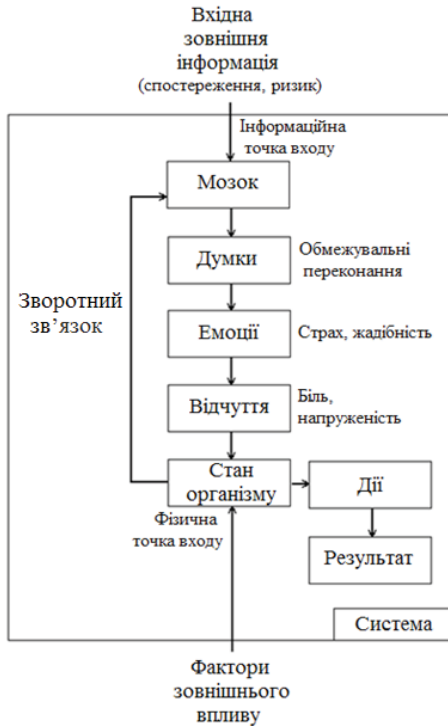 Вхідна
зовнішня
інформація
(спостереження, ризик)
Інформаційна
точка входу
Мозок
Думки
Обмежувальні
переконання
Зворотний
зв’язок
Емоції
Страх, жадібність
Відчуття
Біль,
напруженість
Стан
організму
Дії
Фізична
точка входу
Результат
Система
Фактори
зовнішнього
впливу